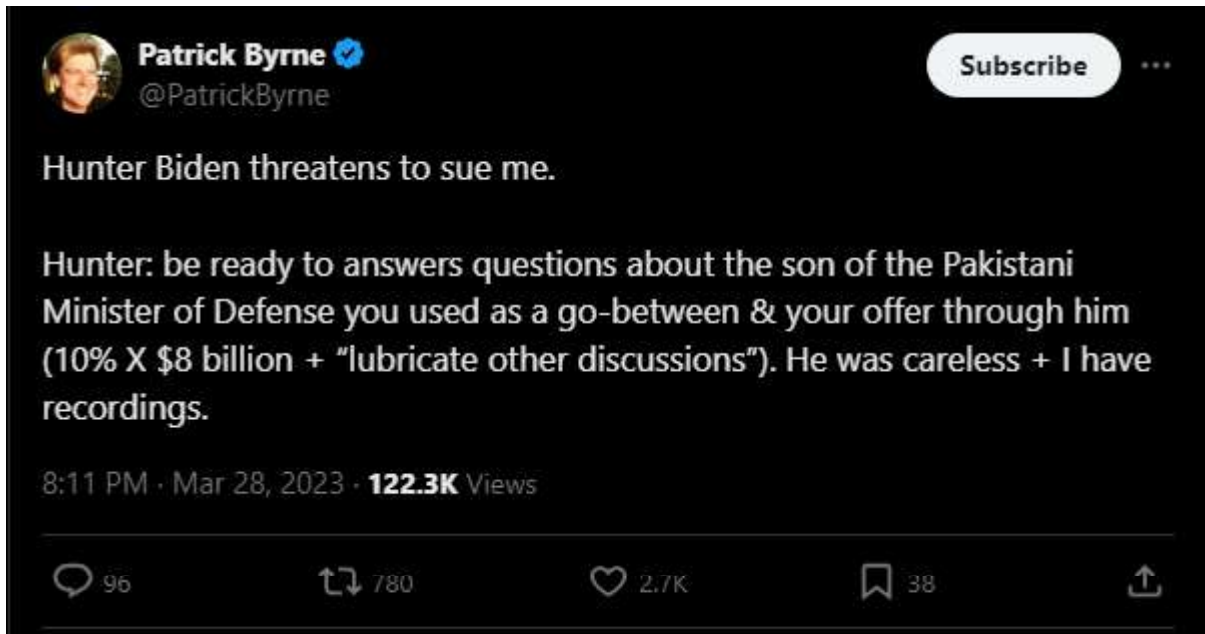 Patrick Byrne
@PatrickByrne
Subscribe
Hunter Biden threatens to sue me.
Hunter: be ready to answers questions about the son of the Pakistani
Minister of Defense you used as a go-between & your offer through him
(10% X $8 billion + “lubricate other discussions”). He was careless + I have
recordings.
8:11 PM · Mar 28, 2023 · 122.3K Views
96 780 2.7K 38